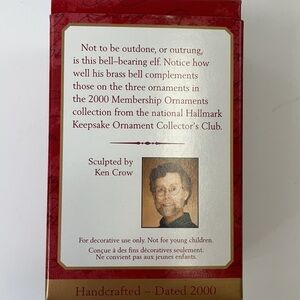 Not to be outdone, or outrung,
is this bell-bearing elf. Notice how
well his brass bell complements
those on the three ornaments in
the 2000 Membership Ornaments
collection from the national Hallmark
Keepsake Ornament Collector's Club.
Sculpted by
Ken Crow
For decorative use only. Not for young children.
Conçue à des fins décoratives seulement.
Ne convient pas aux jeunes enfants.
Handcrafted – Dated 2000